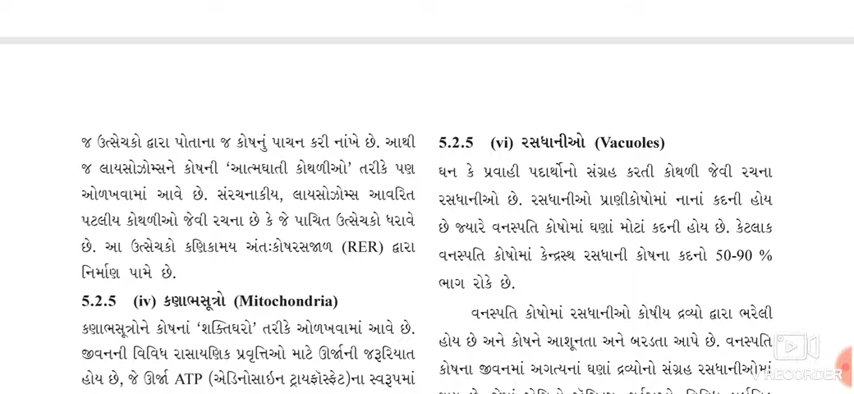 જ ઉત્સેચકો દ્વારા પોતાના જ કોષનું પાચન કરી નાંખે છે. આથી
જ લાયસોઝોમ્સને કોષની ‘આત્મઘાતી કોથળીઓ’ તરીકે પણ
ઓળખવામાં આવે છે. સંરચનાકીય, લાયસોઝોમ્સ આવરિત
પટલીય કોથળીઓ જેવી રચના છે કે જે પાચિત ઉત્સેચકો ધરાવે
છે. આ ઉત્સેચકો કણિકામય અંતઃકોષરસજાળ (RER) દ્વારા
નિર્માણ પામે છે.
5.2.5 (iv) કણાભસૂત્રો (Mitochondria)
કણાભસૂત્રોને કોષનાં ‘શક્તિઘરો’ તરીકે ઓળખવામાં આવે છે.
જીવનની વિવિધ રાસાયણિક પ્રવૃત્તિઓ માટે ઊર્જાની જરૂરિયાત
હોય છે, જે ઊર્જા ATP (એડિનોસાઇન ટ્રાયફૉસ્ફેટ)ના સ્વરૂપમાં
5.2.5 (vi) રસધાનીઓ (Vacuoles)
ઘન કે પ્રવાહી પદાર્થોનો સંગ્રહ કરતી કોથળી જેવી રચના
રસધાનીઓ છે. રસધાનીઓ પ્રાણીકોષોમાં નાનાં કદની હોય
છે જ્યારે વનસ્પતિ કોષોમાં ઘણાં મોટાં કદની હોય છે. કેટલાક
વનસ્પતિ કોષોમાં કેન્દ્રસ્થ રસધાની કોષના કદનો 50-90 %
ભાગ રોકે છે.
વનસ્પતિ કોષોમાં રસધાનીઓ કોષીય દ્રવ્યો દ્વારા ભરેલી
હોય છે અને કોષને આશૂનતા અને બરડતા આપે છે. વનસ્પતિ
કોષના જીવનમાં અગત્યનાં ઘણાં દ્રવ્યોનો સંગ્રહ રસધાનીઓમાં
RECORDER